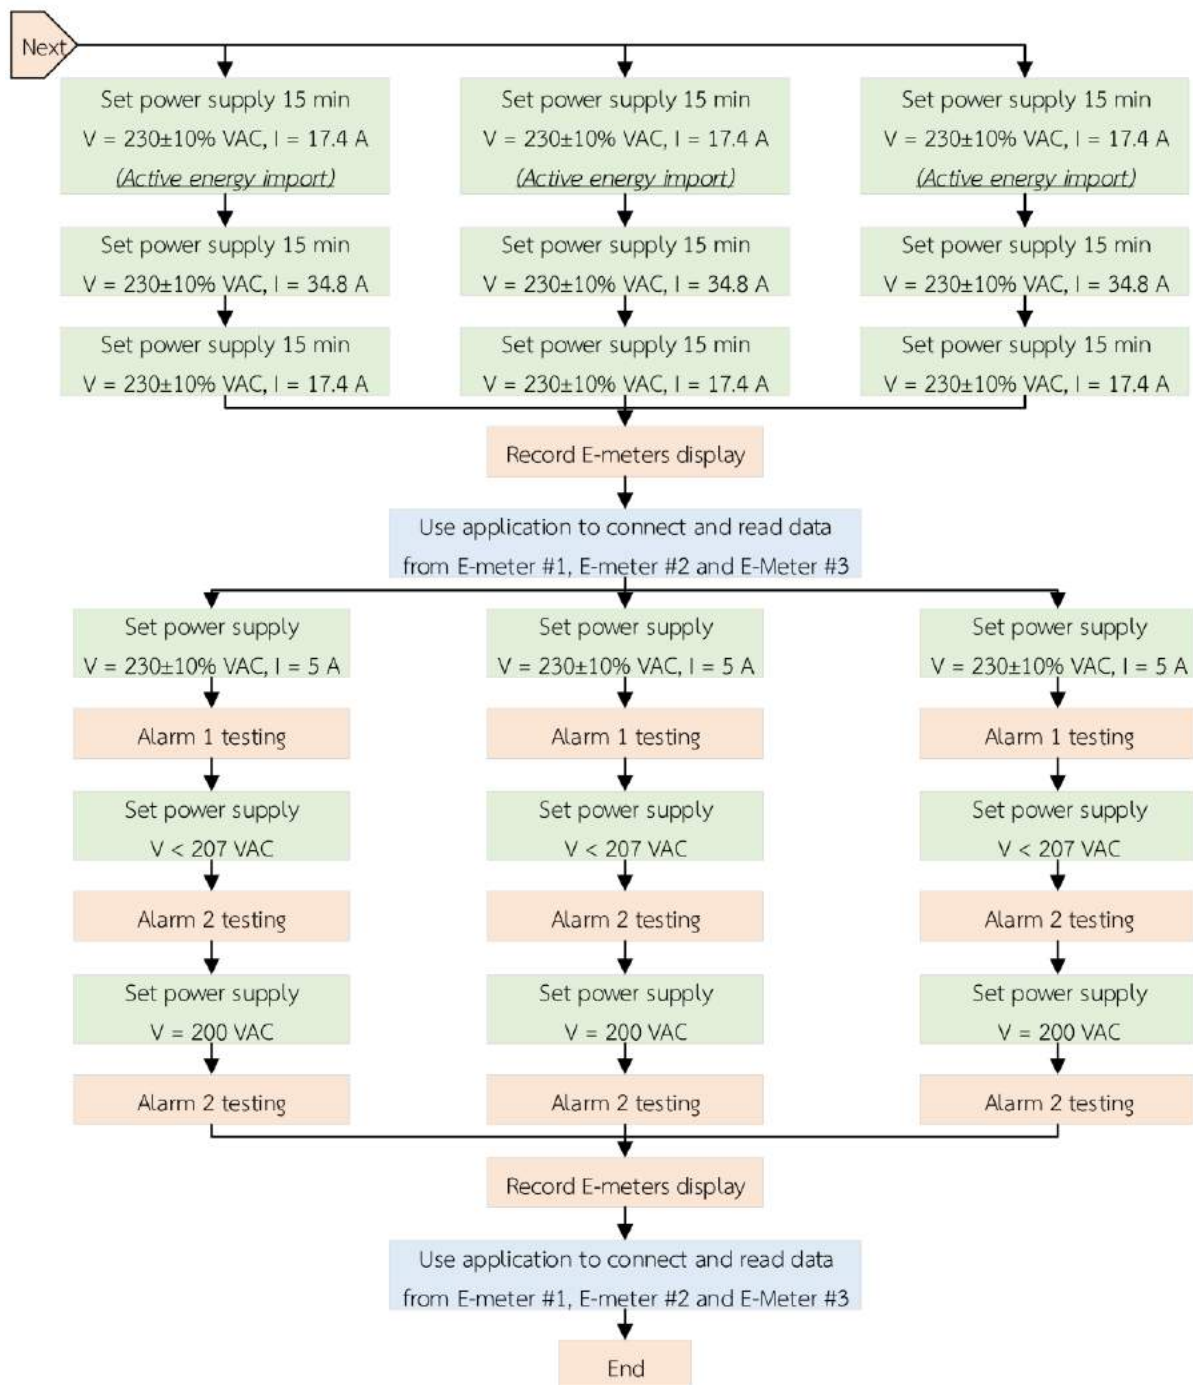 Next
Set power supply 15 min
V = 230±10% VAC, I = 17.4 A
(Active energy import)
Set power supply 15 min
V = 230±10% VAC, I = 17.4 A
(Active energy import)
Set power supply 15 min
V = 230±10% VAC, I = 17.4 A
(Active energy import)
Set power supply 15 min
V = 230±10% VAC, I = 34.8 A
Set power supply 15 min
V = 230±10% VAC, I = 34.8 A
Set power supply 15 min
V = 230±10% VAC, I = 34.8 A
Set power supply 15 min
V = 230±10% VAC, I = 17.4 A
Set power supply 15 min
V = 230±10% VAC, I = 17.4 A
Set power supply 15 min
V = 230±10% VAC, I = 17.4 A
Record E-meters display
Use application to connect and read data
from E-meter #1, E-meter #2 and E-Meter #3
Set power supply
V = 230±10% VAC, I = 5 A
Set power supply
V = 230±10% VAC, I = 5 A
Set power supply
V = 230±10% VAC, I = 5 A
Alarm 1 testing
Alarm 1 testing
Alarm 1 testing
Set power supply
V < 207 VAC
Set power supply
V < 207 VAC
Set power supply
V < 207 VAC
Alarm 2 testing
Alarm 2 testing
Alarm 2 testing
Set power supply
V = 200 VAC
Set power supply
V = 200 VAC
Set power supply
V = 200 VAC
Alarm 2 testing
Alarm 2 testing
Alarm 2 testing
Record E-meters display
Use application to connect and read data
from E-meter #1, E-meter #2 and E-Meter #3
End